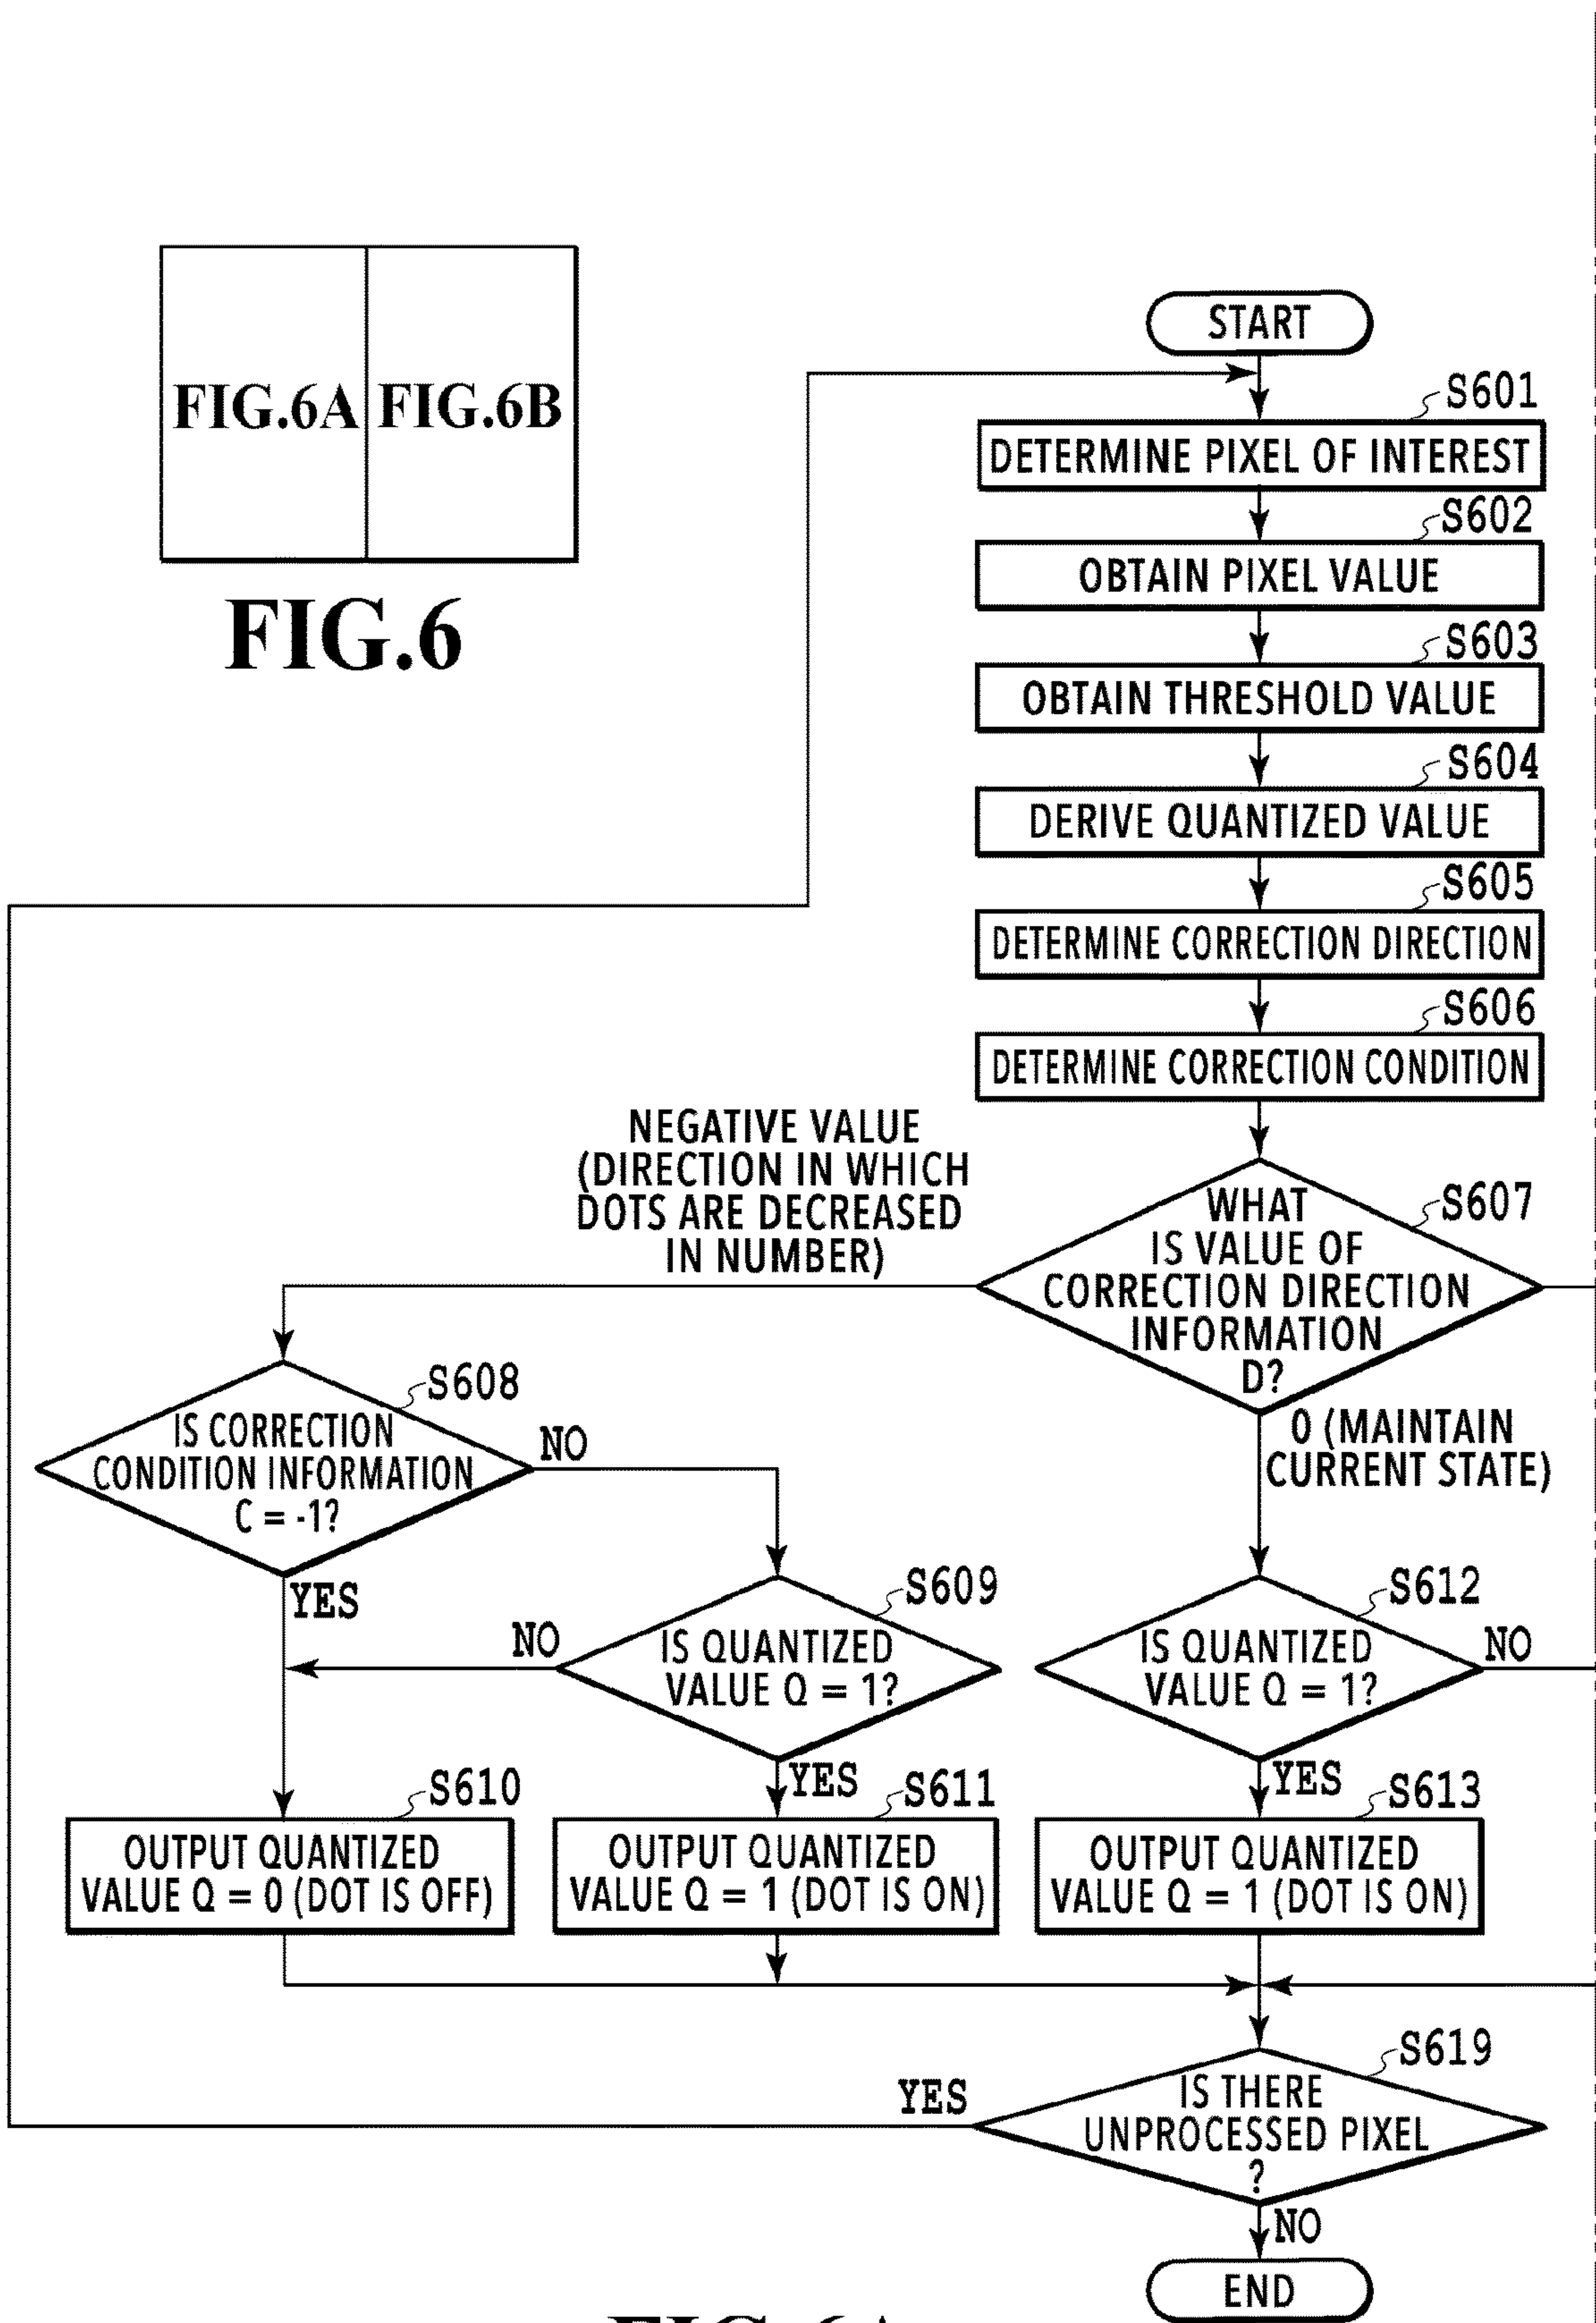 FIG.6A FIG.6B
FIG.6
START
S601
DETERMINE PIXEL OF INTEREST
S602
OBTAIN PIXEL VALUE
S603
OBTAIN THRESHOLD VALUE
S604
DERIVE QUANTIZED VALUE
S605
DETERMINE CORRECTION DIRECTION
S606
DETERMINE CORRECTION CONDITION
NEGATIVE VALUE
(DIRECTION IN WHICH
DOTS ARE DECREASED
IN NUMBER)
S607
WHAT
IS VALUE OF
CORRECTION DIRECTION
INFORMATION
D?
0 (MAINTAIN
CURRENT STATE)
S608
IS CORRECTION
CONDITION INFORMATION
C = -1?
NO
YES
S609
IS QUANTIZED
VALUE Q = 1?
NO
YES
S612
IS QUANTIZED
VALUE Q = 1?
NO
YES
S610
OUTPUT QUANTIZED
VALUE Q = 0 (DOT IS OFF)
S611
OUTPUT QUANTIZED
VALUE Q = 1 (DOT IS ON)
S613
OUTPUT QUANTIZED
VALUE Q = 1 (DOT IS ON)
S619
IS THERE
UNPROCESSED PIXEL
?
YES
NO
END
FIG.6A